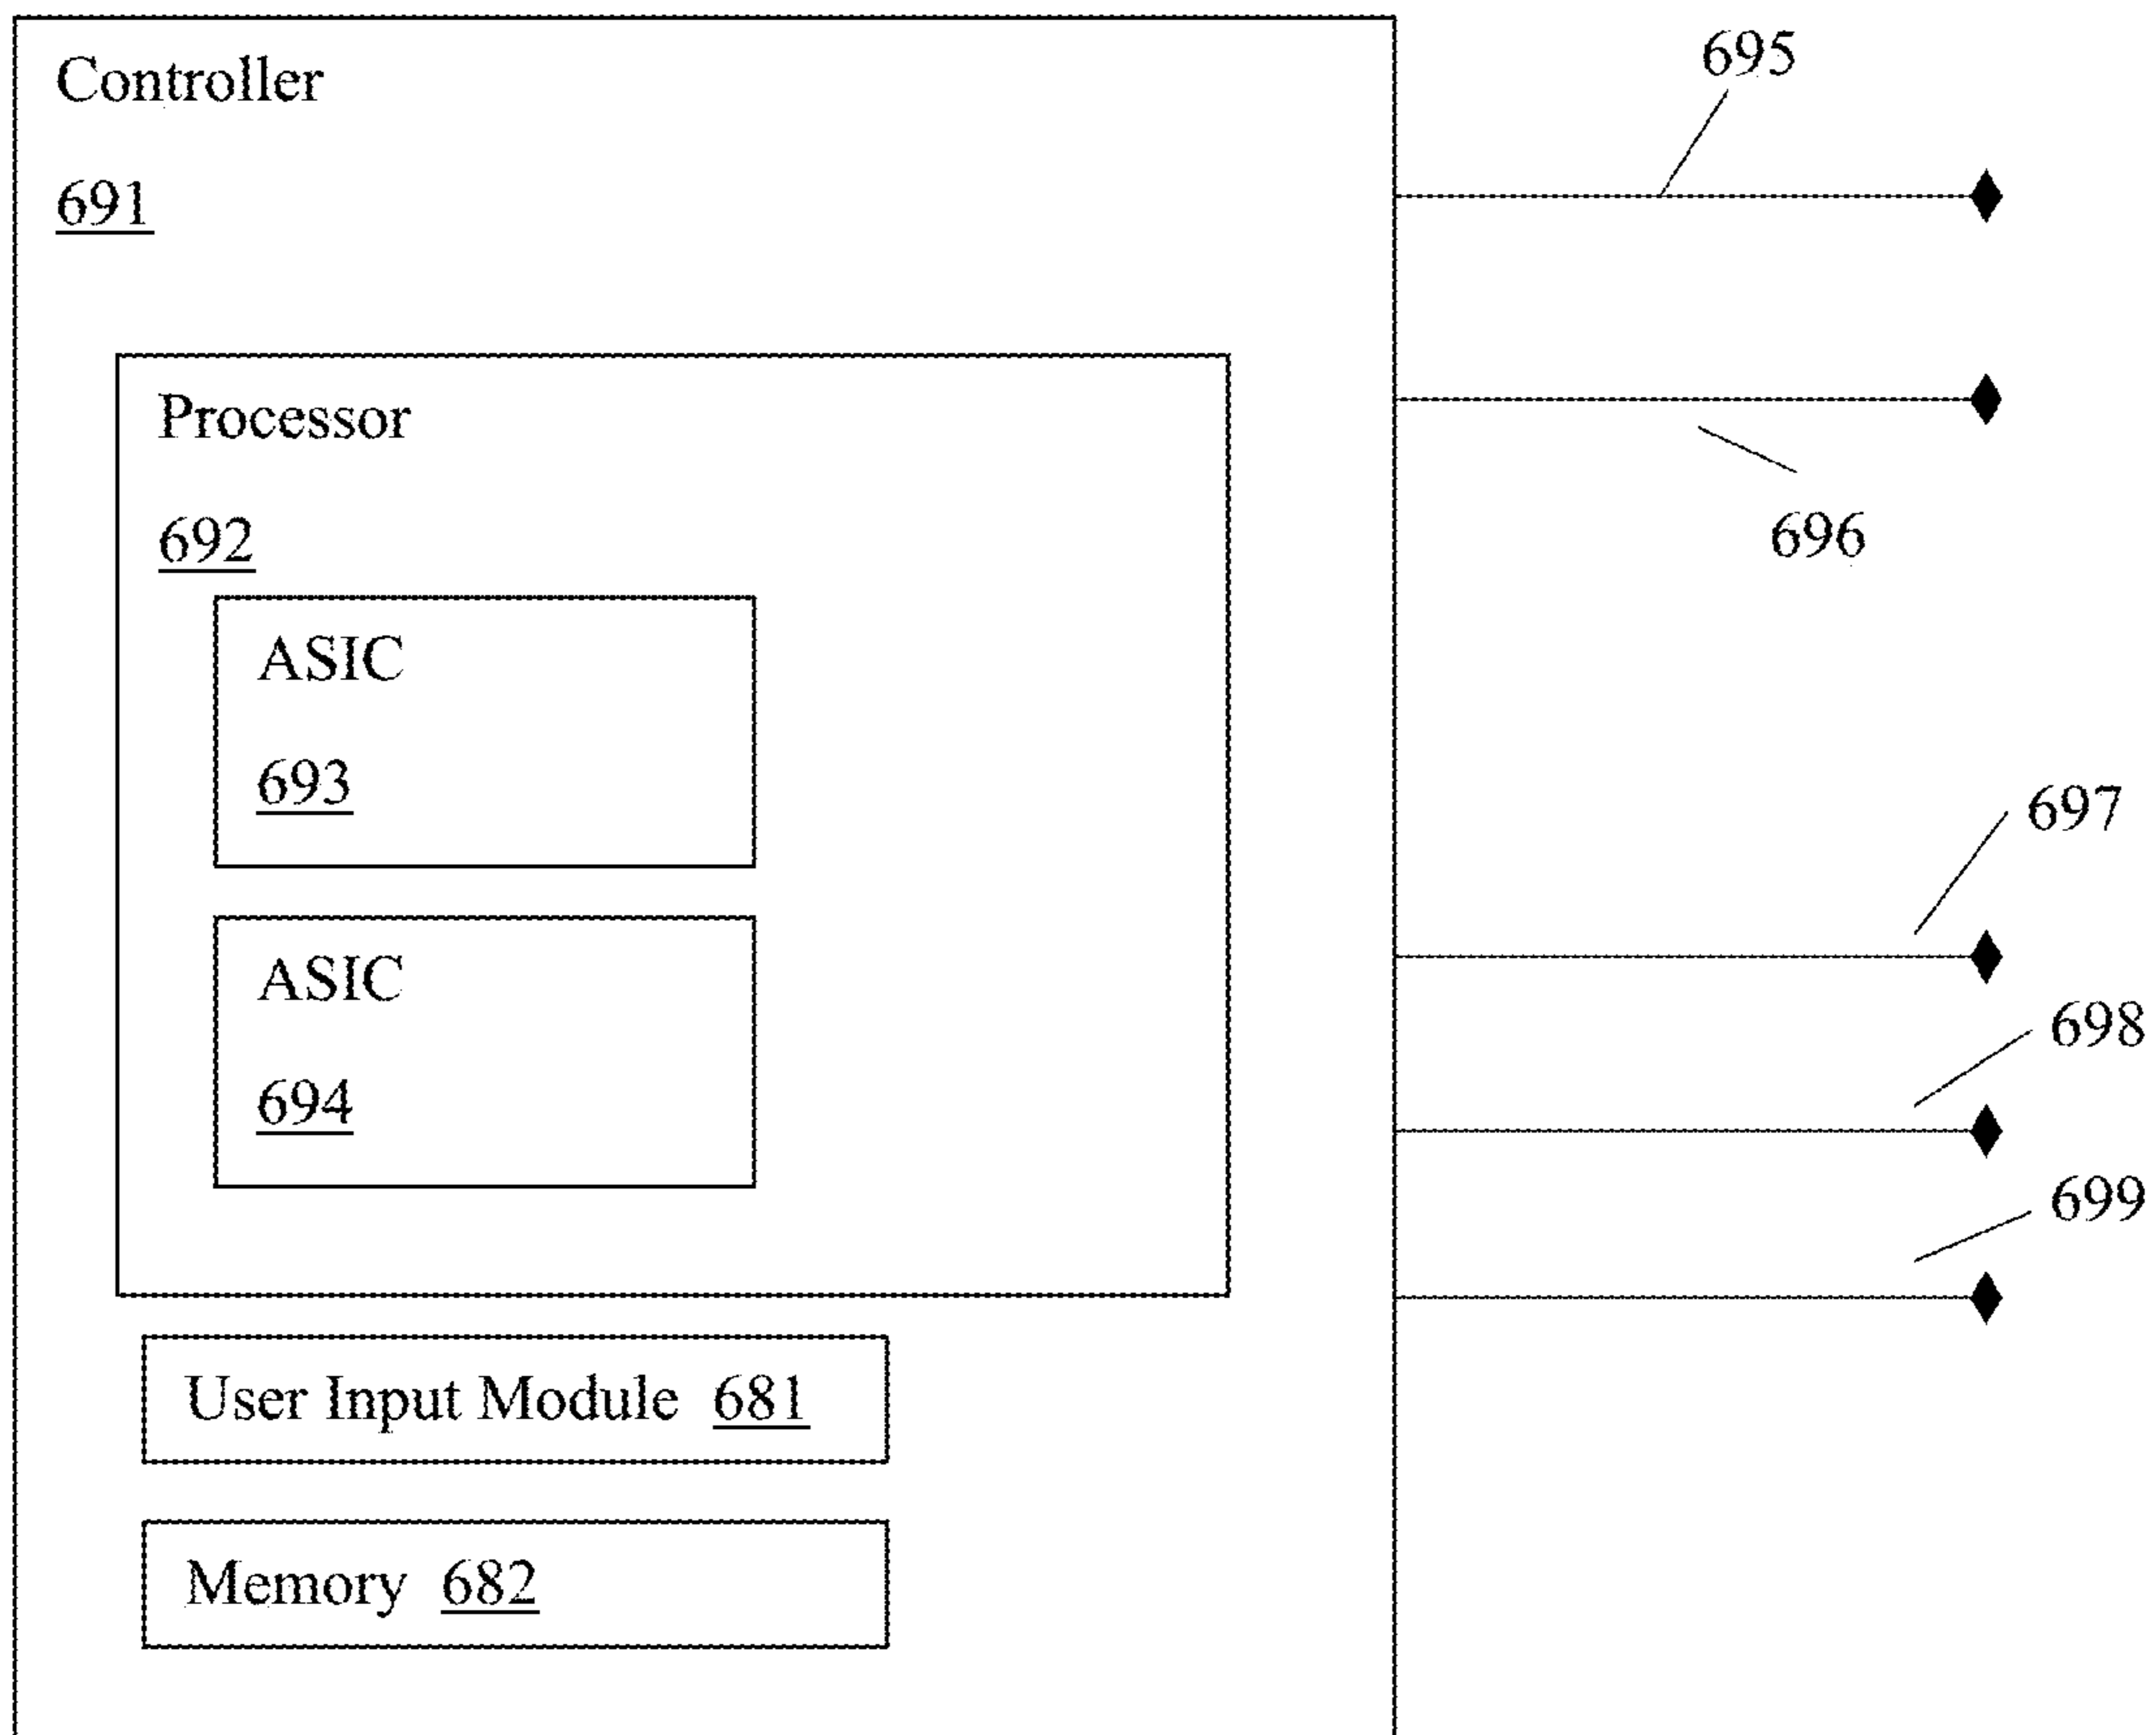 Controller
691
Processor
692
ASIC
693
ASIC
694
User Input Module 681
Memory 682
695
696
697
698
699